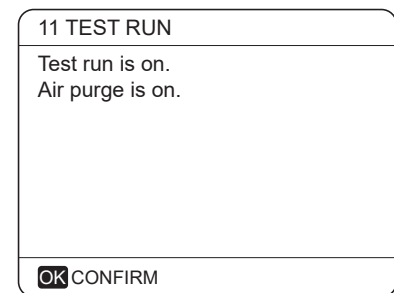 11 TEST RUN
Test run is on.
Air purge is on.
OK CONFIRM